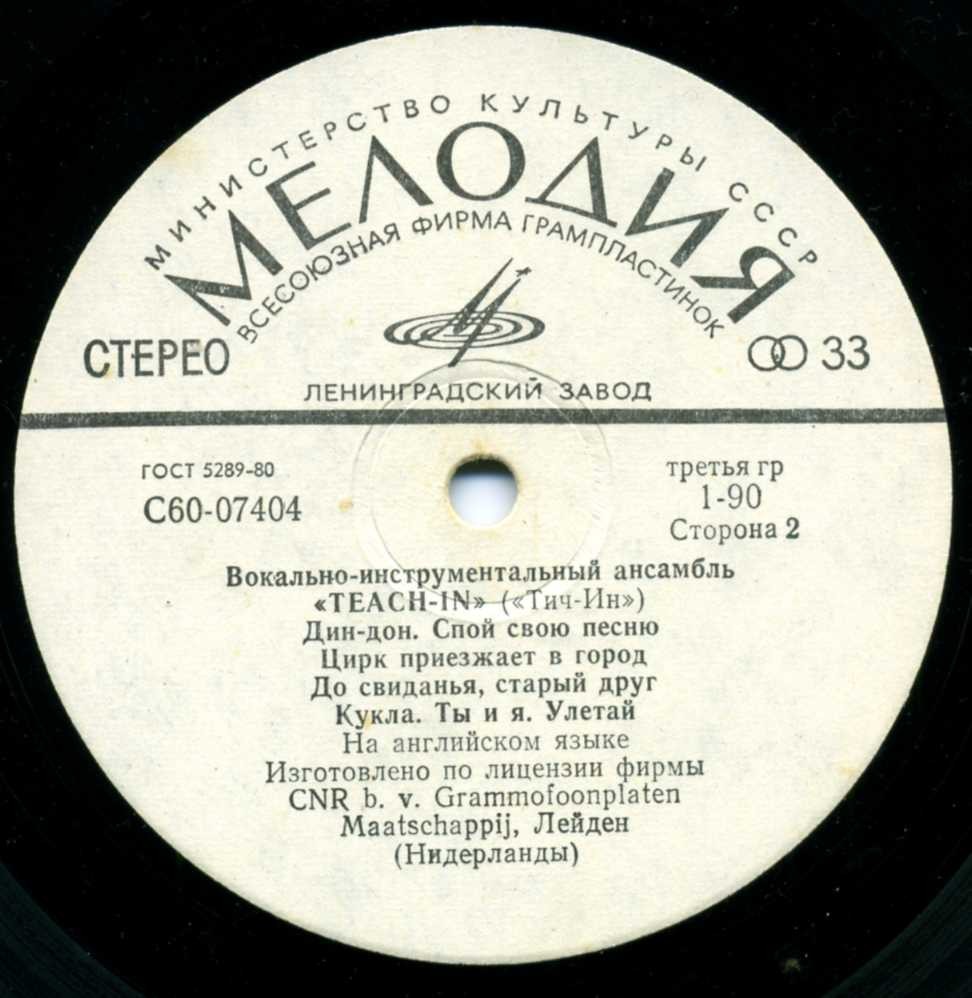 МИНИСТЕРСТВО КУЛЬТУРЫ СССР
МЕЛОДИЯ
ВСЕСОЮЗНАЯ ФИРМА ГРАМПЛАСТИНОК
СТЕРЕО
33
ЛЕНИНГРАДСКИЙ ЗАВОД
ГОСТ 5289-80
С60-07404
третья гр
1-90
Сторона 2
Вокально-инструментальный ансамбль
«TEACH-IN» («Тич-Ин»)
Дин-дон. Спой свою песню
Цирк приезжает в город
До свиданья, старый друг
Кукла. Ты и я. Улетай
На английском языке
Изготовлено по лицензии фирмы
CNR b. v. Grammofoonplaten
Maatschappij, Лейден
(Нидерланды)